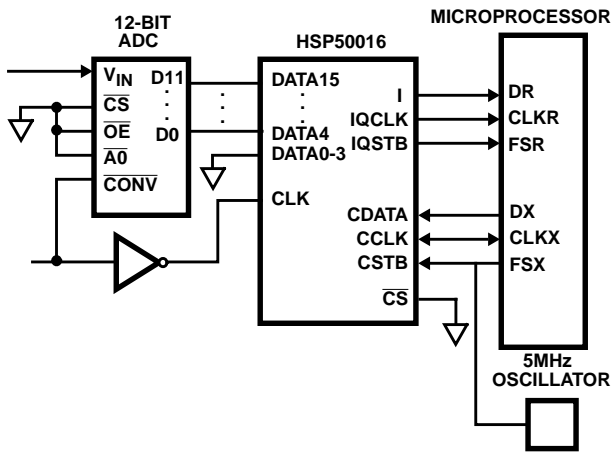 12-BIT
ADC
HSP50016
MICROPROCESSOR
VIN
CS
OE
A0
CONV
D11
D0
DATA15
DATA4
DATA0-3
CLK
I
IQCLK
IQSTB
CDATA
CCLK
CSTB
CS
DR
CLKR
FSR
DX
CLKX
FSX
5MHz
OSCILLATOR